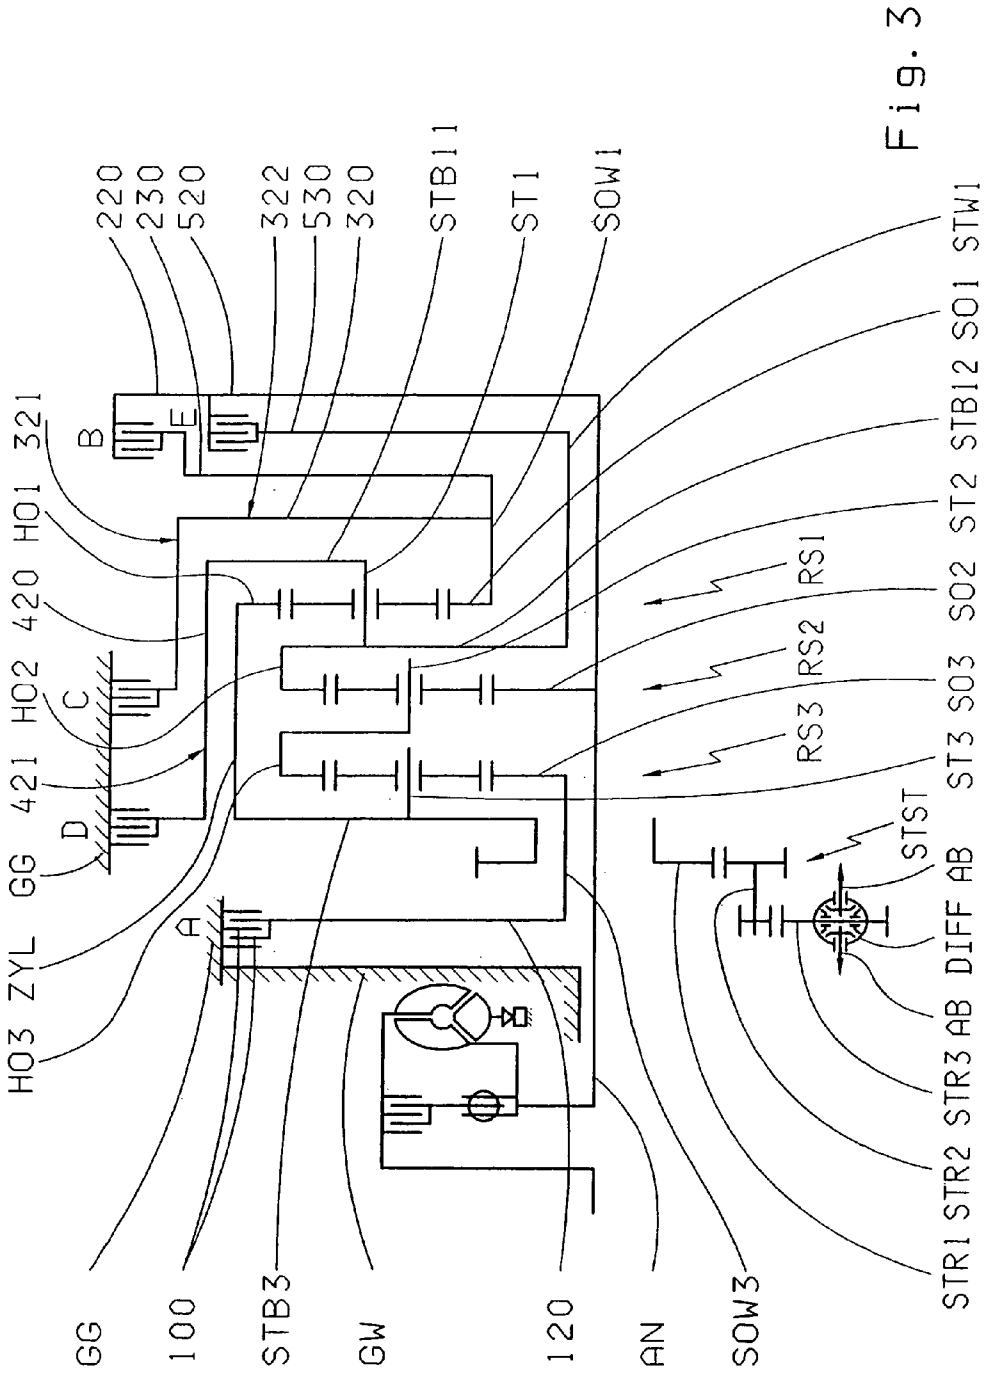 GG
100
STB3
GW
120
AN
SOW3
HO3 ZYL GG 421 HO2 420 HO1 321
D
C
B
E
A
220
230
520
322
530
320
STB11
ST1
SOW1
RS3 RS2 RS1
STST
STR1 STR2 STR3 AB DIFF AB ST3 SO3 SO2 ST2 STB12 SO1 STW1
Fig. 3